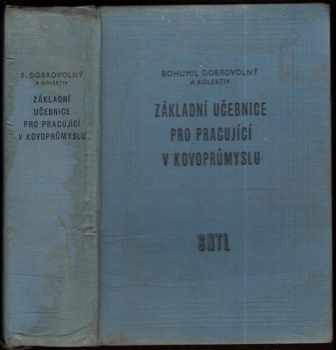 B. DOBROVOLNÝ
A KOLEKTIV
ZÁKLADNÍ
UČEBNICE
PRO PRACUJÍCÍ
V KOVOPRŮMYSLU
BOHUMIL DOBROVOLNÝ
A KOLEKTIV
ZÁKLADNÍ UČEBNICE
PRO PRACUJÍCÍ
V KOVOPRŮMYSLU
SNTL